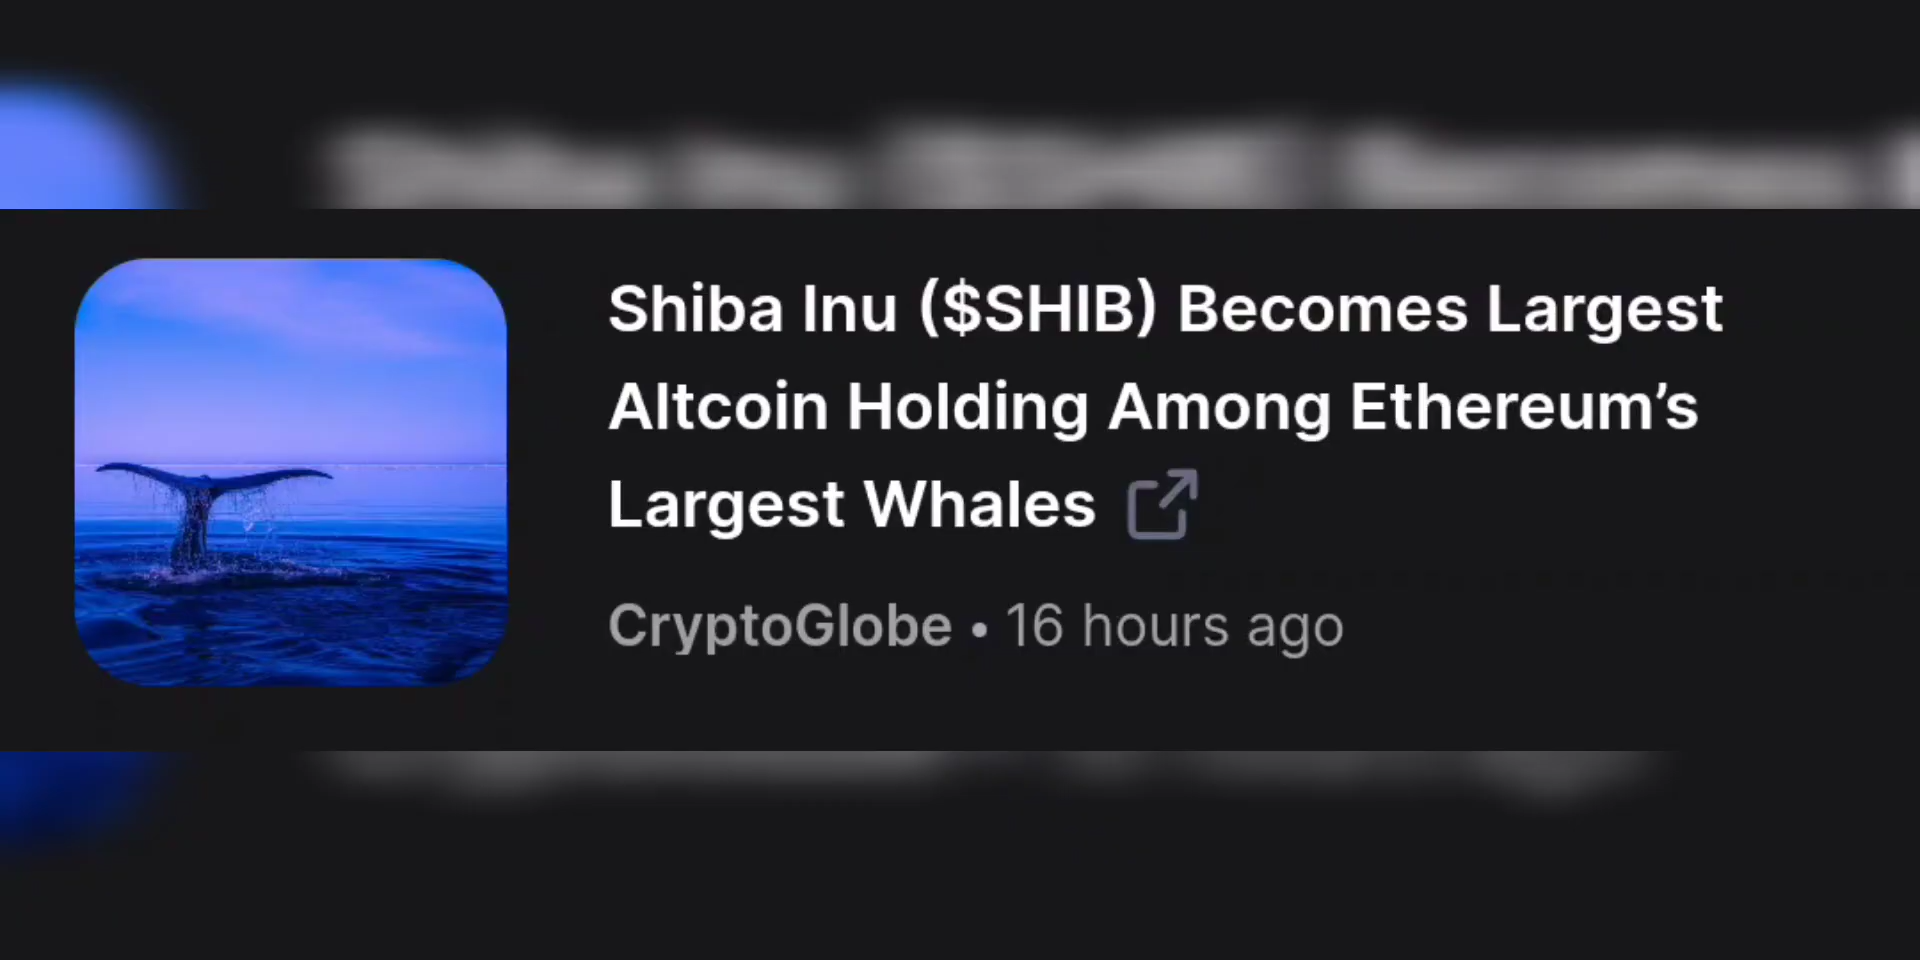 Shiba Inu ($SHIB) Becomes Largest
Altcoin Holding Among Ethereum’s
Largest Whales
CryptoGlobe • 16 hours ago